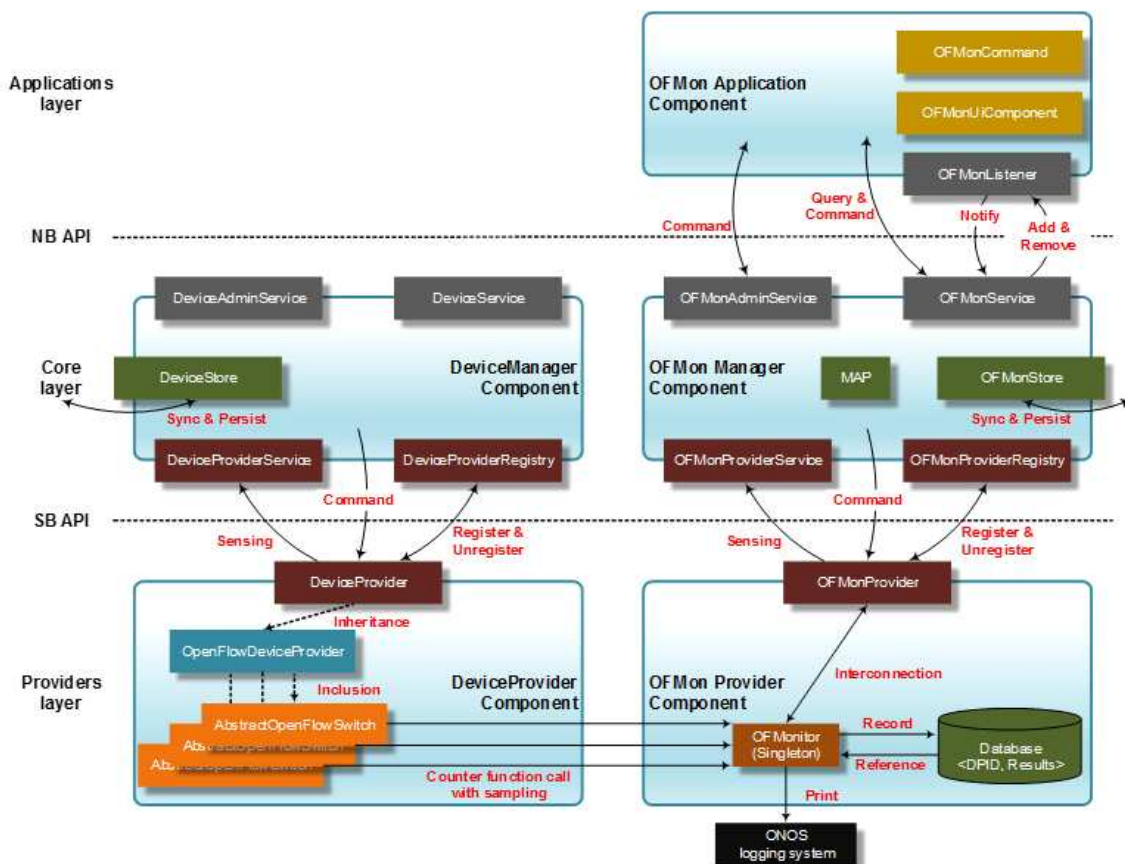 OFMonCommand
Applications
layer
OFMon Application
Component
OFMonUiComponent
OFMonListener
Query &
Command
Notify
Command
Add &
Remove
NB API
DeviceAdminService
DeviceService
OFMonAdminService
OFMonService
Core
layer
DeviceStore
DeviceManager
Component
OFMon Manager
Component
MAP
OFMonStore
Sync & Persist
Sync & Persist
DeviceProviderService
DeviceProviderRegistry
OFMonProviderService
OFMonProviderRegistry
Command
Command
SB API
Sensing
Register &
Unregister
Sensing
Register &
Unregister
DeviceProvider
OFMonProvider
Inheritance
OpenFlowDeviceProvider
Interconnection
Providers
layer
Inclusion
DeviceProvider
Component
OFMon Provider
Component
AbstractOpenFlowSwitch
AbstractOpenFlowSwitch
AbstractOpenFlowSwitch
OFMonitor
(Singleton)
Record
Reference
Database
<DPID, Results>
Counter function call
with sampling
Print
ONOS
logging system